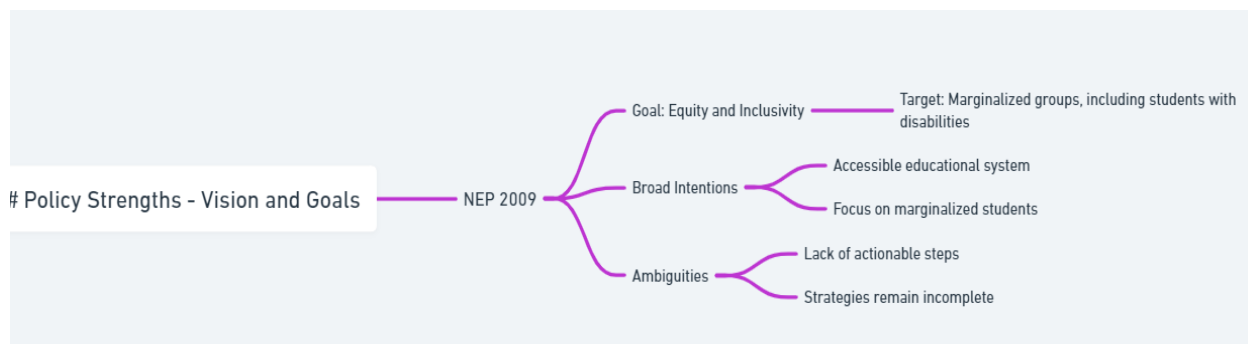 # Policy Strengths - Vision and Goals
NEP 2009
Goal: Equity and Inclusivity
Target: Marginalized groups, including students with
disabilities
Broad Intentions
Accessible educational system
Focus on marginalized students
Ambiguities
Lack of actionable steps
Strategies remain incomplete